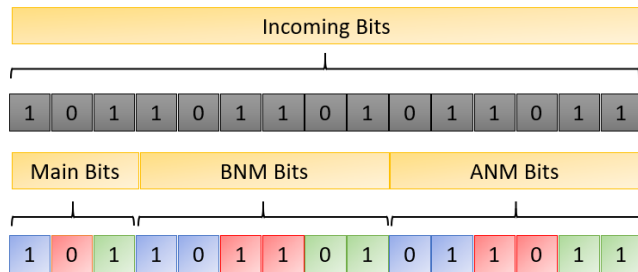 Incoming Bits
1 0 1 1 0 1 1 0 1 0 1 1 0 1 1
Main Bits BNM Bits ANM Bits
1 0 1 1 0 1 1 0 1 0 1 1 0 1 1